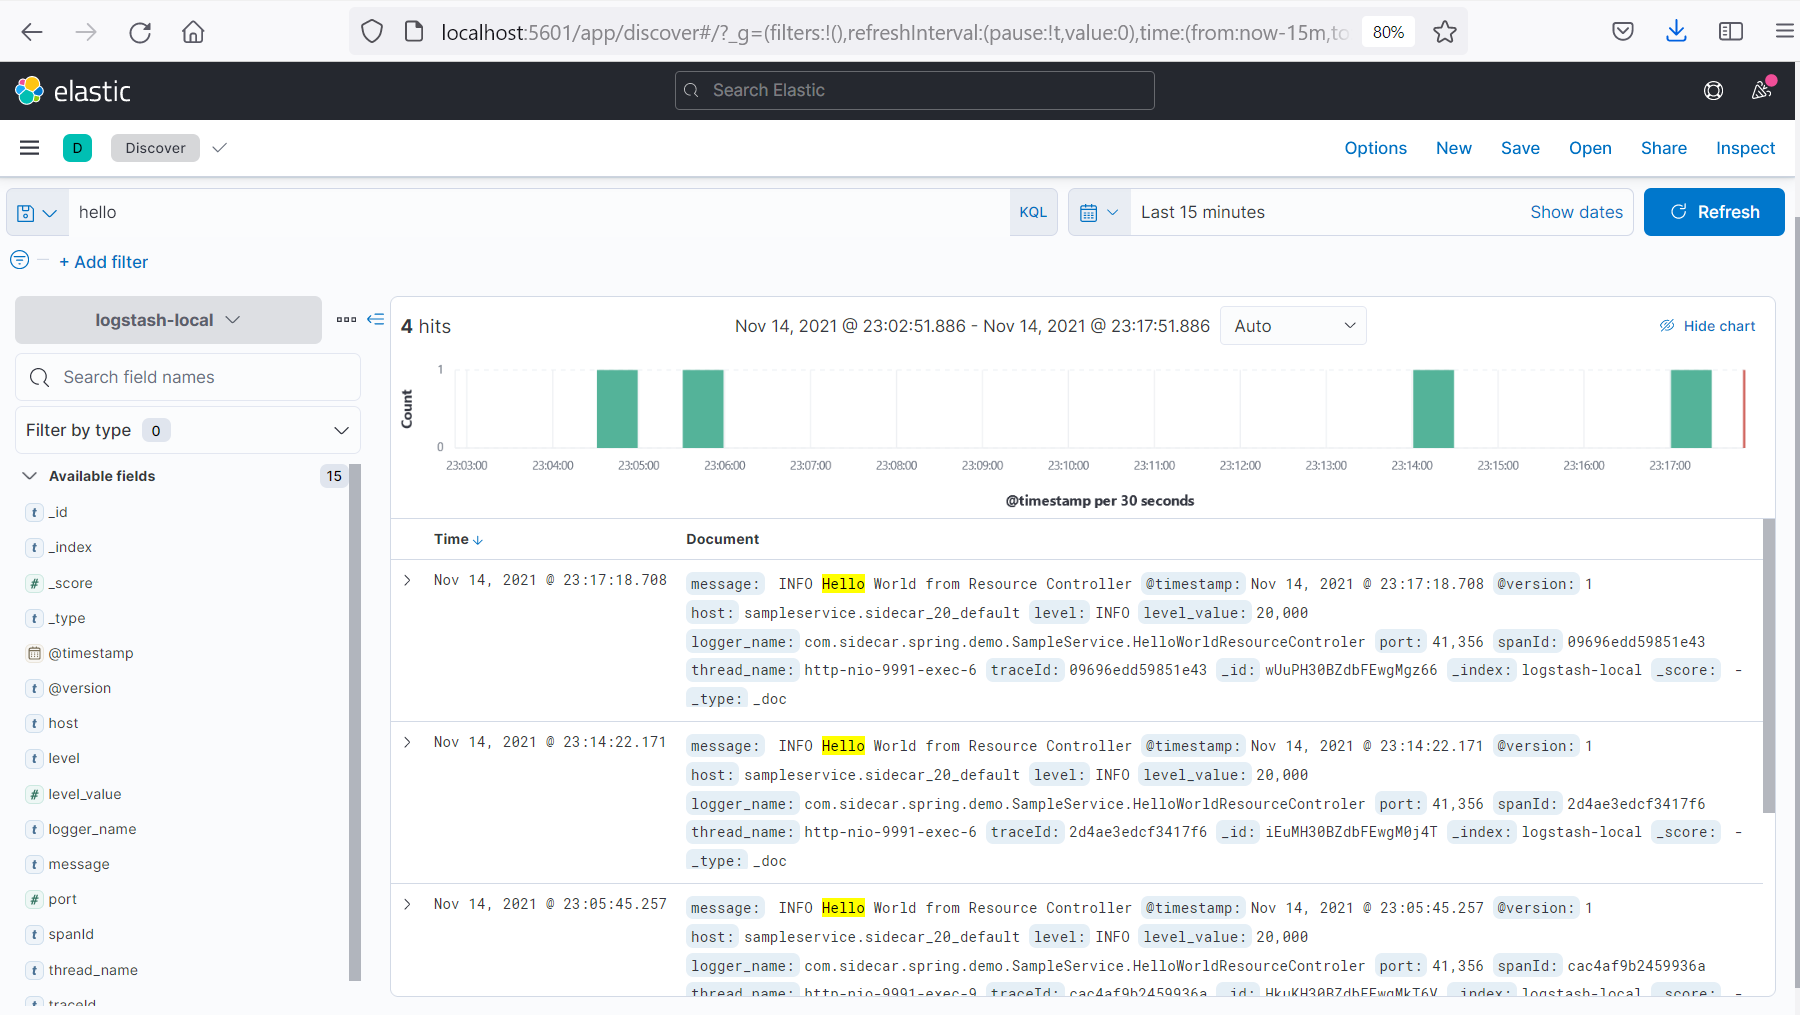 localhost:5601/app/discover#/?_g=(filters:!(),refreshInterval:(pause:!t,value:0),time:(from:now-15m,to
80%
elastic
Search Elastic
D
Discover
Options New Save Open Share Inspect
hello
KQL
Last 15 minutes
Show dates
Refresh
+ Add filter
logstash-local
4 hits
Nov 14, 2021 @ 23:02:51.886 - Nov 14, 2021 @ 23:17:51.886
Auto
Hide chart
Search field names
Filter by type 0
Available fields 15
t _id
t _index
# _score
t _type
@timestamp
t @version
t host
t level
# level_value
t logger_name
t message
# port
t spanId
t thread_name
t traceId
Count
1
0
23:03:00 23:04:00 23:05:00 23:06:00 23:07:00 23:08:00 23:09:00 23:10:00 23:11:00 23:12:00 23:13:00 23:14:00 23:15:00 23:16:00 23:17:00
@timestamp per 30 seconds
Time Document
Nov 14, 2021 @ 23:17:18.708 message: INFO Hello World from Resource Controller @timestamp: Nov 14, 2021 @ 23:17:18.708 @version: 1
host: sampleservice.sidecar_20_default level: INFO level_value: 20,000
logger_name: com.sidecar.spring.demo.SampleService.HelloWorldResourceControler port: 41,356 spanId: 09696edd59851e43
thread_name: http-nio-9991-exec-6 traceId: 09696edd59851e43 _id: wUuPH30BZdbFEwgMgz66 _index: logstash-local _score: -
_type: _doc
Nov 14, 2021 @ 23:14:22.171 message: INFO Hello World from Resource Controller @timestamp: Nov 14, 2021 @ 23:14:22.171 @version: 1
host: sampleservice.sidecar_20_default level: INFO level_value: 20,000
logger_name: com.sidecar.spring.demo.SampleService.HelloWorldResourceControler port: 41,356 spanId: 2d4ae3edcf3417f6
thread_name: http-nio-9991-exec-6 traceId: 2d4ae3edcf3417f6 _id: iEuMH30BZdbFEwgM0j4T _index: logstash-local _score: -
_type: _doc
Nov 14, 2021 @ 23:05:45.257 message: INFO Hello World from Resource Controller @timestamp: Nov 14, 2021 @ 23:05:45.257 @version: 1
host: sampleservice.sidecar_20_default level: INFO level_value: 20,000
logger_name: com.sidecar.spring.demo.SampleService.HelloWorldResourceControler port: 41,356 spanId: cac4af9b2459936a
thread_name: http-nio-9991-exec-9 traceId: cac4af9b2459936a _id: HkuKH30BZdbFEwgMkT6V _index: logstash-local _score: -